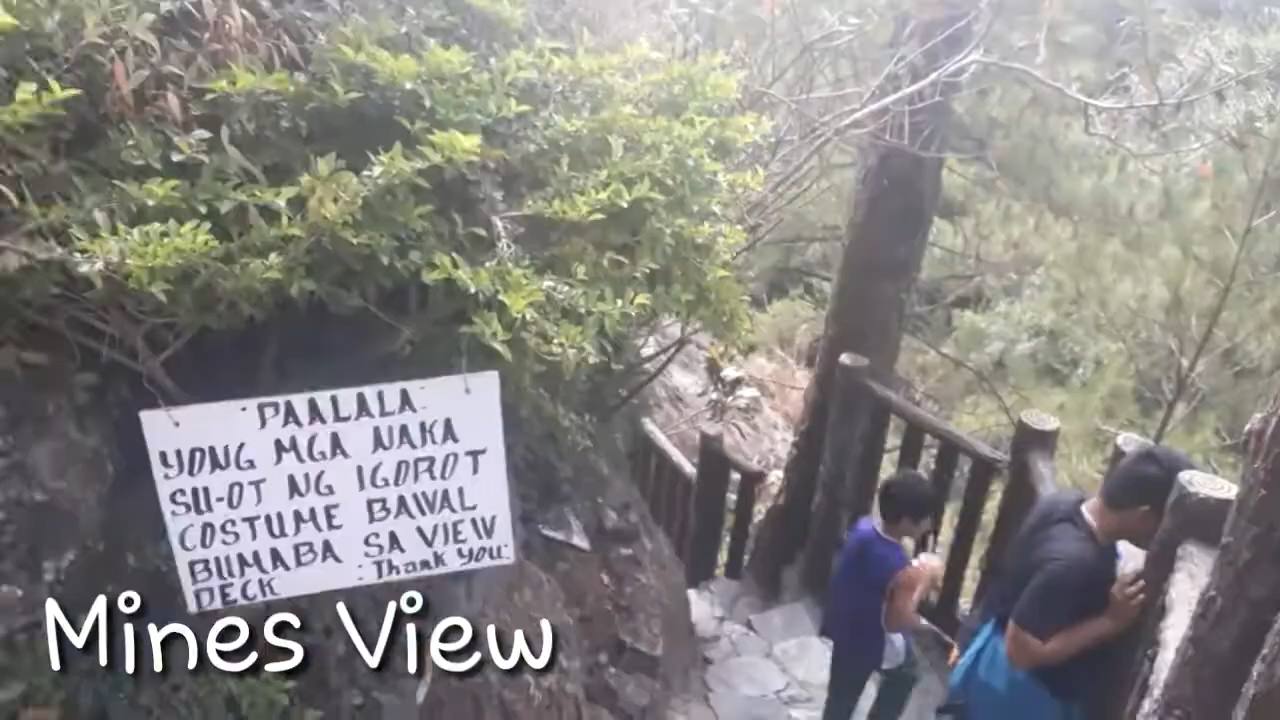 PAALALA
YONG MGA NAKA
SU-OT NG IGOROT
COSTUME BAWAL
BUMABA SA VIEW
DECK : Thank You:
Mines View